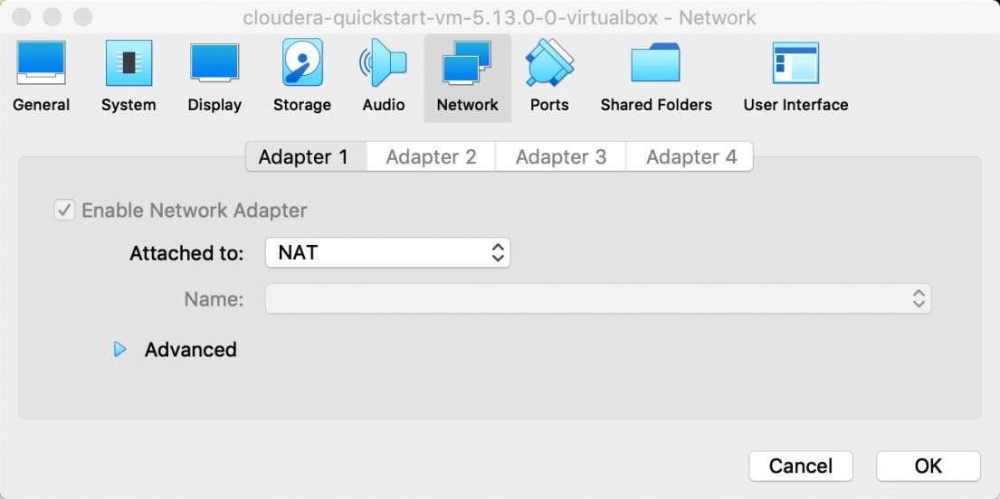 cloudera-quickstart-vm-5.13.0-0-virtualbox - Network
General System Display Storage Audio Network Ports Shared Folders User Interface
Adapter 1 Adapter 2 Adapter 3 Adapter 4
Enable Network Adapter
Attached to: NAT
Name:
Advanced
Cancel OK